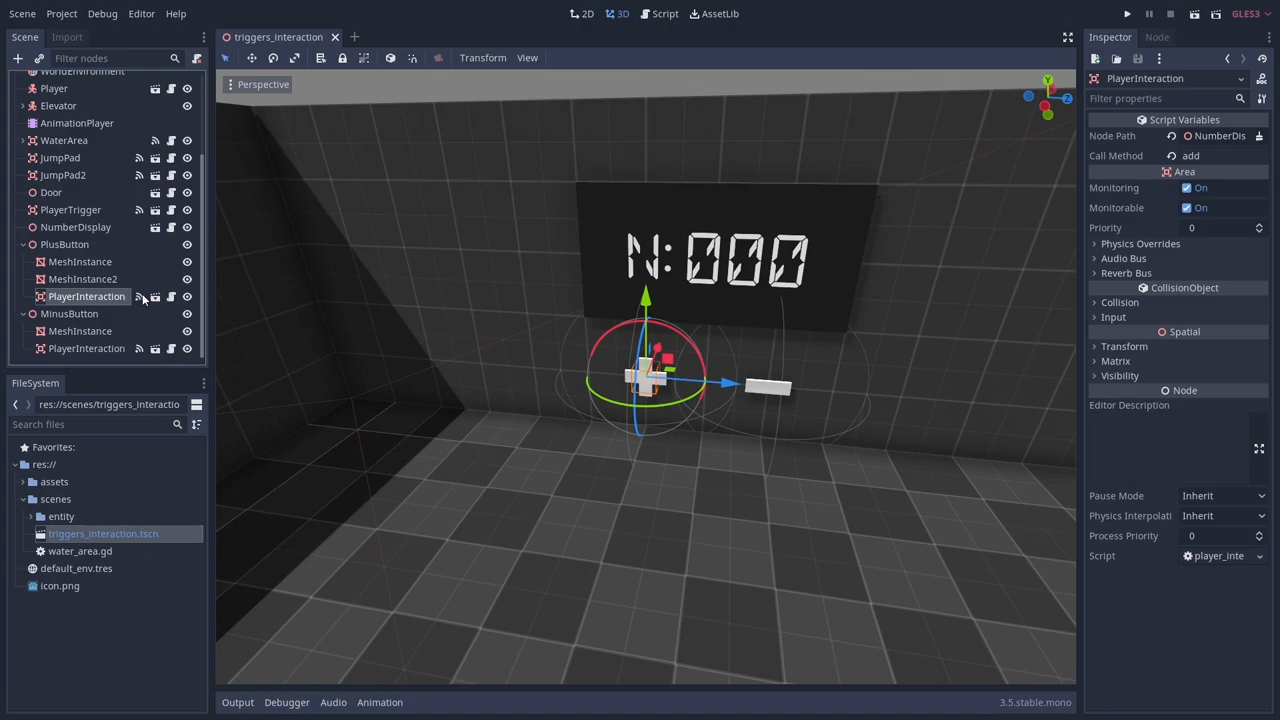 Scene Project Debug Editor Help
2D 3D Script AssetLib
GLES3
Scene Import
Filter nodes
WorldEnvironment
Player
Elevator
AnimationPlayer
WaterArea
JumpPad
JumpPad2
Door
PlayerTrigger
NumberDisplay
PlusButton
MeshInstance
MeshInstance2
PlayerInteraction
MinusButton
MeshInstance
PlayerInteraction
FileSystem
res://scenes/triggers_interactio
Search files
Favorites:
res://
assets
scenes
entity
triggers_interaction.tscn
water_area.gd
default_env.tres
icon.png
triggers_interaction
Transform View
Perspective
Y
Z
N:000
Output Debugger Audio Animation
3.5.stable.mono
Inspector Node
PlayerInteraction
Filter properties
Script Variables
Node Path NumberDis
Call Method add
Area
Monitoring On
Monitorable On
Priority 0
Physics Overrides
Audio Bus
Reverb Bus
CollisionObject
Collision
Input
Spatial
Transform
Matrix
Visibility
Node
Editor Description
Pause Mode Inherit
Physics Interpolati Inherit
Process Priority 0
Script player_inte